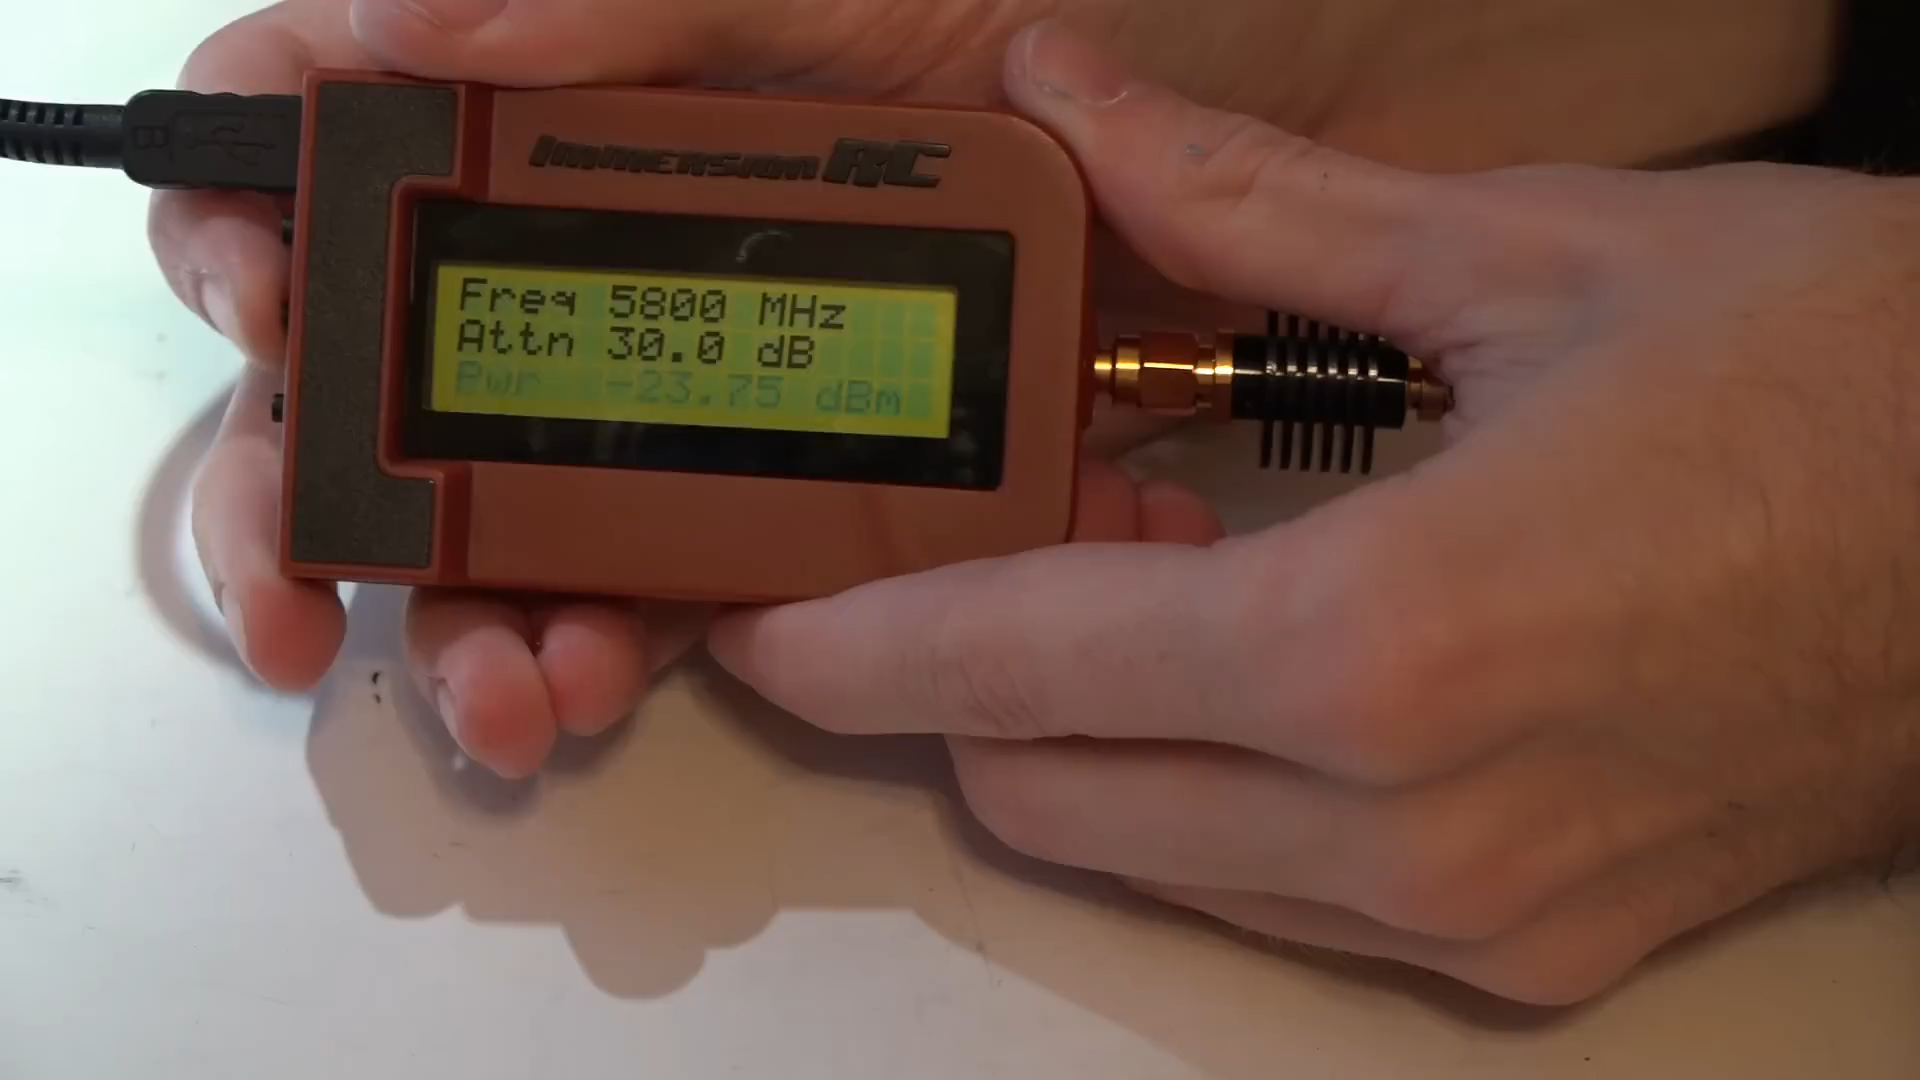 ImmersionRC
Freq 5800 MHz
Attn 30.0 dB
Pwr -23.75 dBm
B